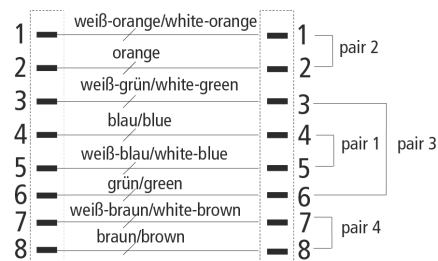 weiß-orange/white-orange
1 1
orange
pair 2
2 2
weiß-grün/white-green
3 3
blau/blue
4 4
pair 1 pair 3
weiß-blau/white-blue
5 5
grün/green
6 6
weiß-braun/white-brown
7 7
pair 4
braun/brown
8 8